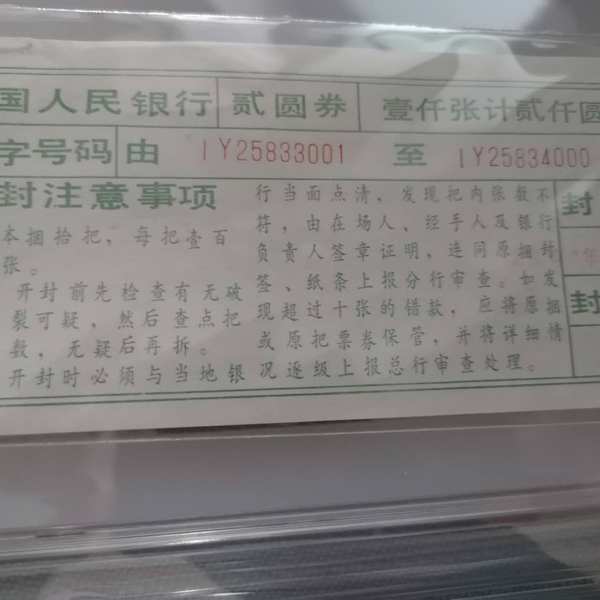 国人民银行 贰圆券 壹仟张计贰仟圆
字号码 由 IY25833001 至 IY25834000
封注意事项
本捆拾把，每把壹百
张。
开封前先检查有无破
裂可疑，然后查点把
数，无疑后再拆。
开封时必须与当地银
行当面点清，发现把内张数不
符，由在场人、经手人及银行
负责人签章证明，连同原捆封
签、纸条上报分行审查。如发
现超过十张的错款，应将原捆
或原把票券保管，并将详细情
况逐级上报总行审查处理。
封
年
封